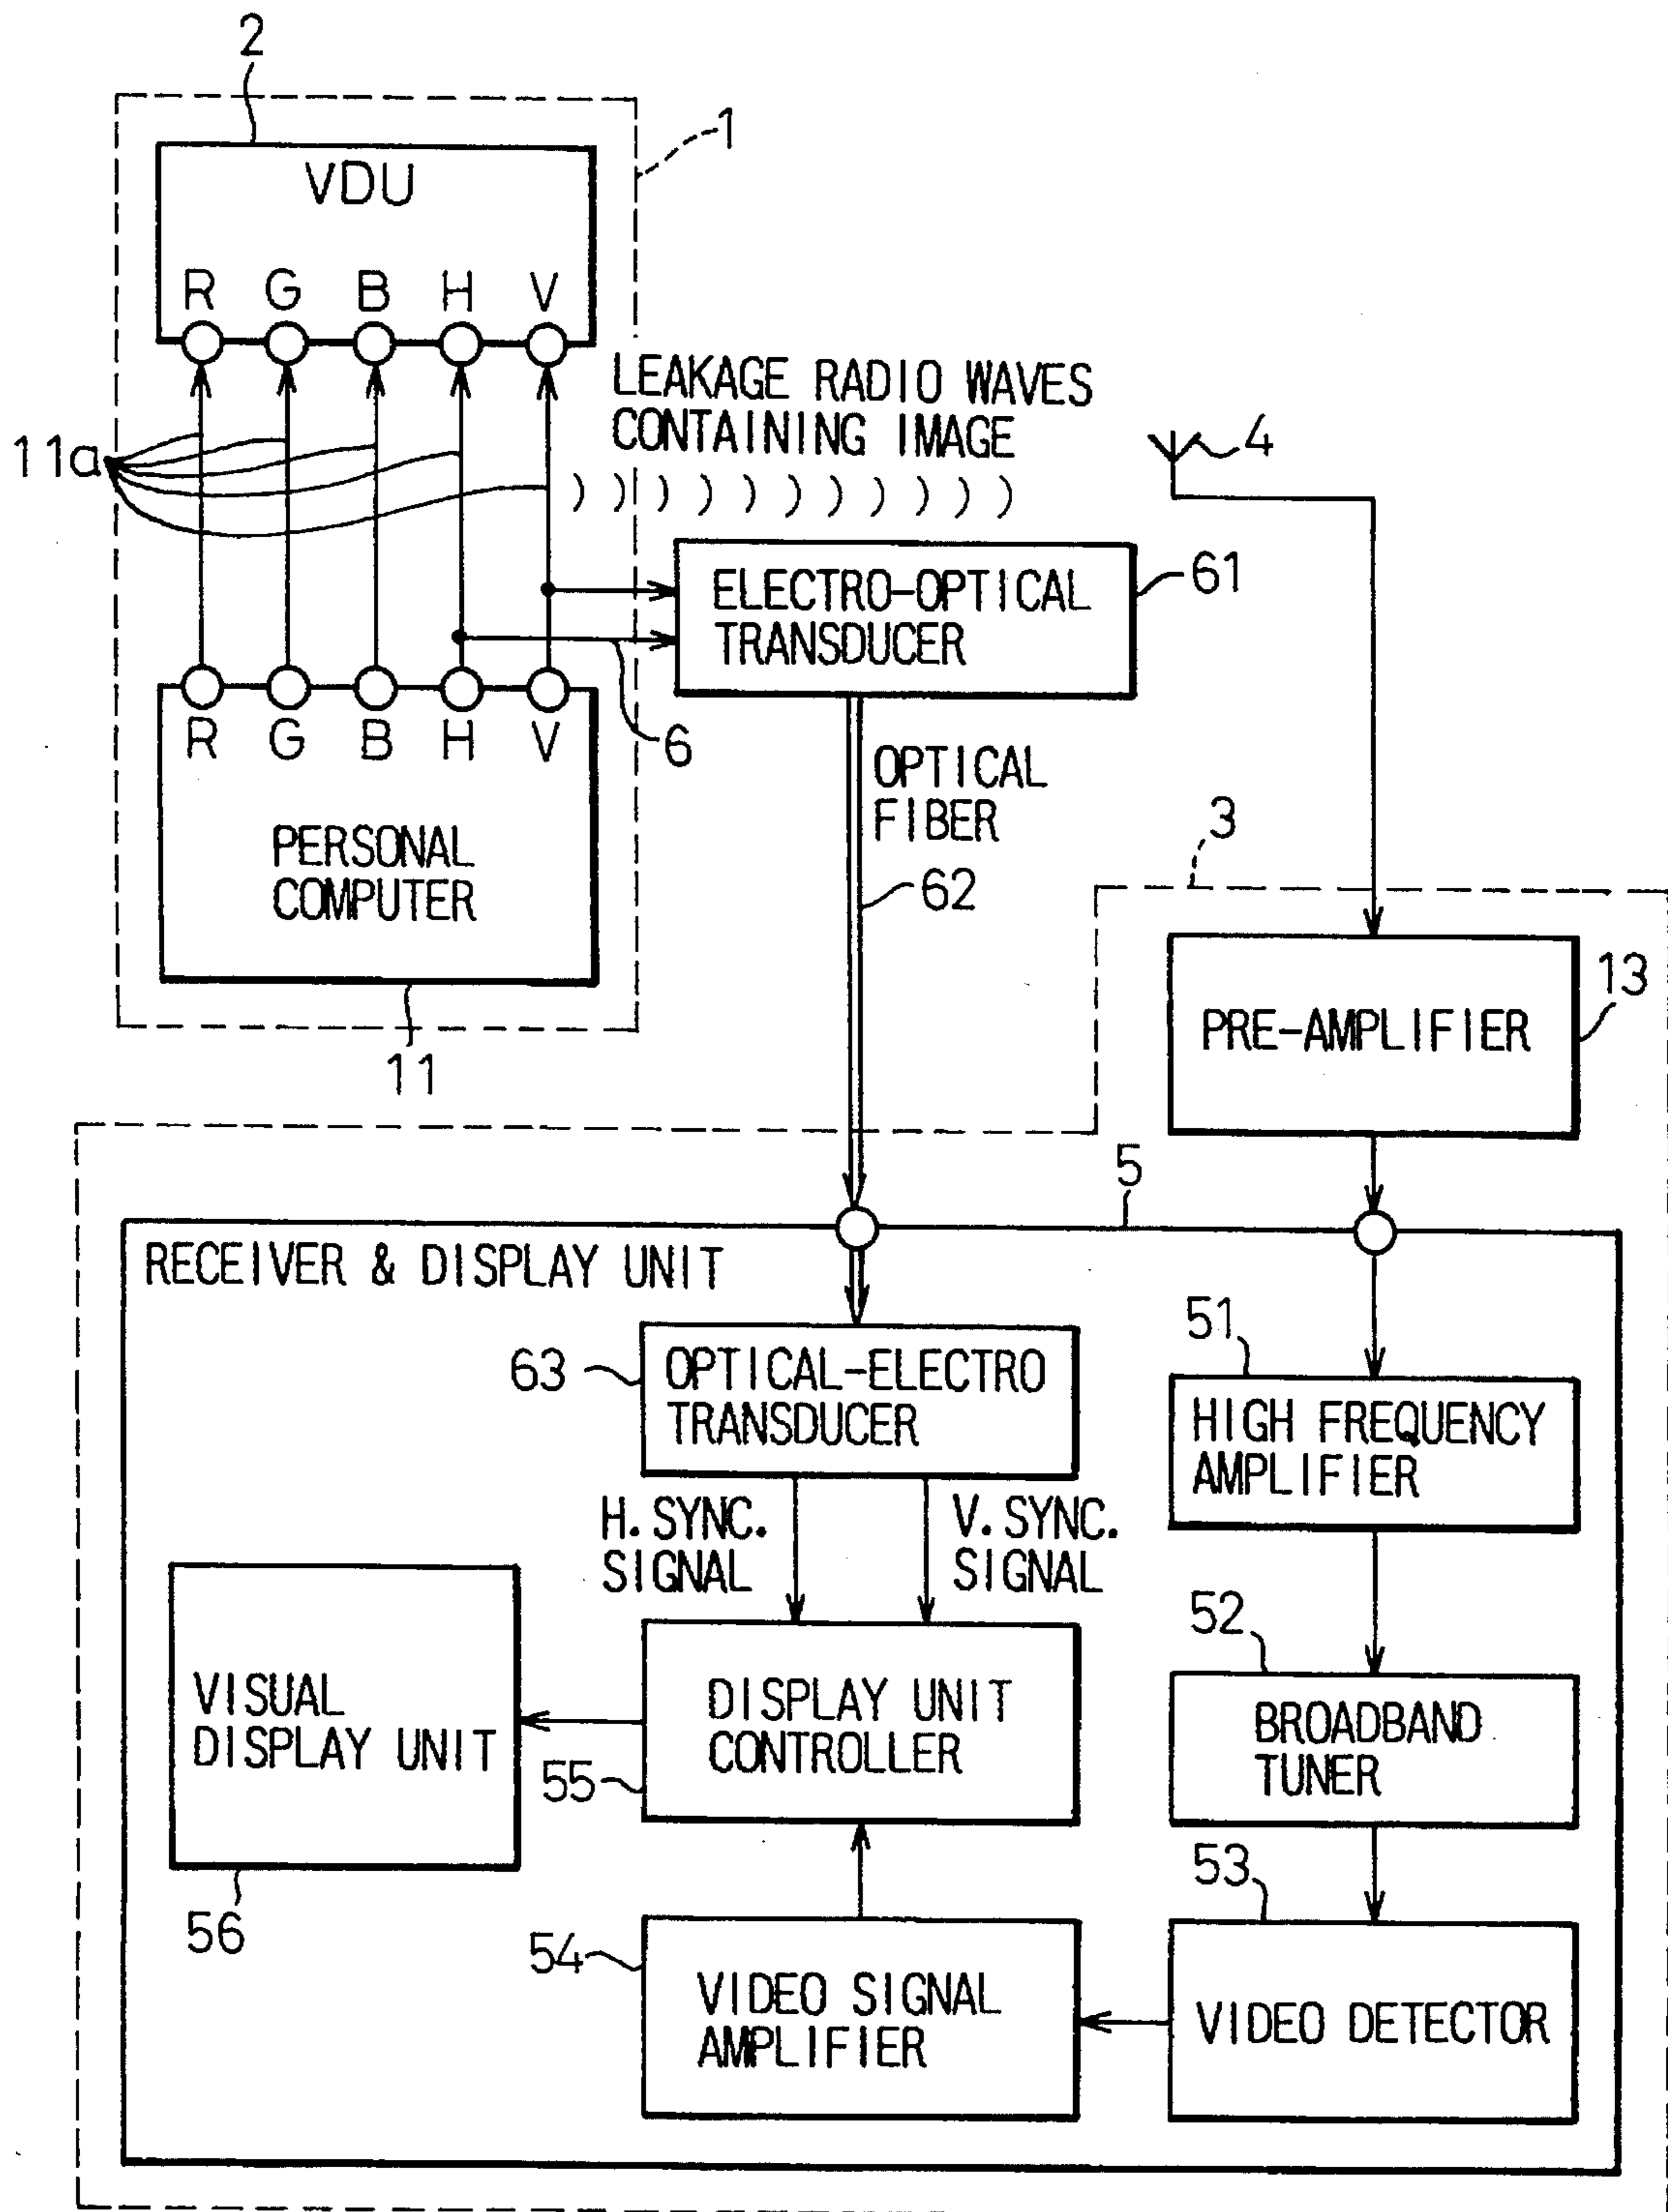 2
1
VDU
R G B H V
LEAKAGE RADIO WAVES
CONTAINING IMAGE
4
11a
ELECTRO-OPTICAL
TRANSDUCER
61
R G B H V
6
OPTICAL
FIBER
62
PERSONAL
COMPUTER
11
3
PRE-AMPLIFIER
13
5
RECEIVER & DISPLAY UNIT
63
OPTICAL-ELECTRO
TRANSDUCER
51
HIGH FREQUENCY
AMPLIFIER
H. SYNC.
SIGNAL
V. SYNC.
SIGNAL
52
BROADBAND
TUNER
VISUAL
DISPLAY UNIT
56
DISPLAY UNIT
CONTROLLER
55
53
VIDEO DETECTOR
54
VIDEO SIGNAL
AMPLIFIER